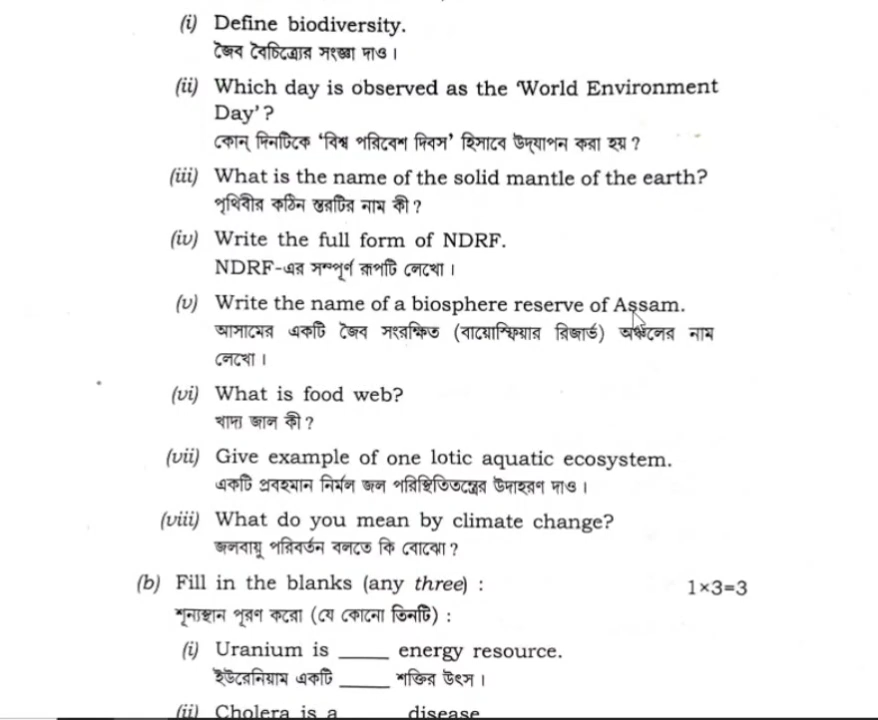 (i) Define biodiversity.
জৈব বৈচিত্র্যের সংজ্ঞা দাও।
(ii) Which day is observed as the 'World Environment
Day'?
কোন্ দিনটিকে 'বিশ্ব পরিবেশ দিবস' হিসাবে উদ্‌যাপন করা হয়?
(iii) What is the name of the solid mantle of the earth?
পৃথিবীর কঠিন স্তরটির নাম কী?
(iv) Write the full form of NDRF.
NDRF-এর সম্পূর্ণ রূপটি লেখো।
(v) Write the name of a biosphere reserve of Assam.
আসামের একটি জৈব সংরক্ষিত (বায়োস্ফিয়ার রিজার্ভ) অঞ্চলের নাম
লেখো।
(vi) What is food web?
খাদ্য জাল কী?
(vii) Give example of one lotic aquatic ecosystem.
একটি প্রবহমান নির্মল জল পরিস্থিতিতন্ত্রের উদাহরণ দাও।
(viii) What do you mean by climate change?
জলবায়ু পরিবর্তন বলতে কি বোঝো?
(b) Fill in the blanks (any three) : 1×3=3
শূন্যস্থান পূরণ করো (যে কোনো তিনটি) :
(i) Uranium is _____ energy resource.
ইউরেনিয়াম একটি _____ শক্তির উৎস।
(ii) Cholera is a _____ disease